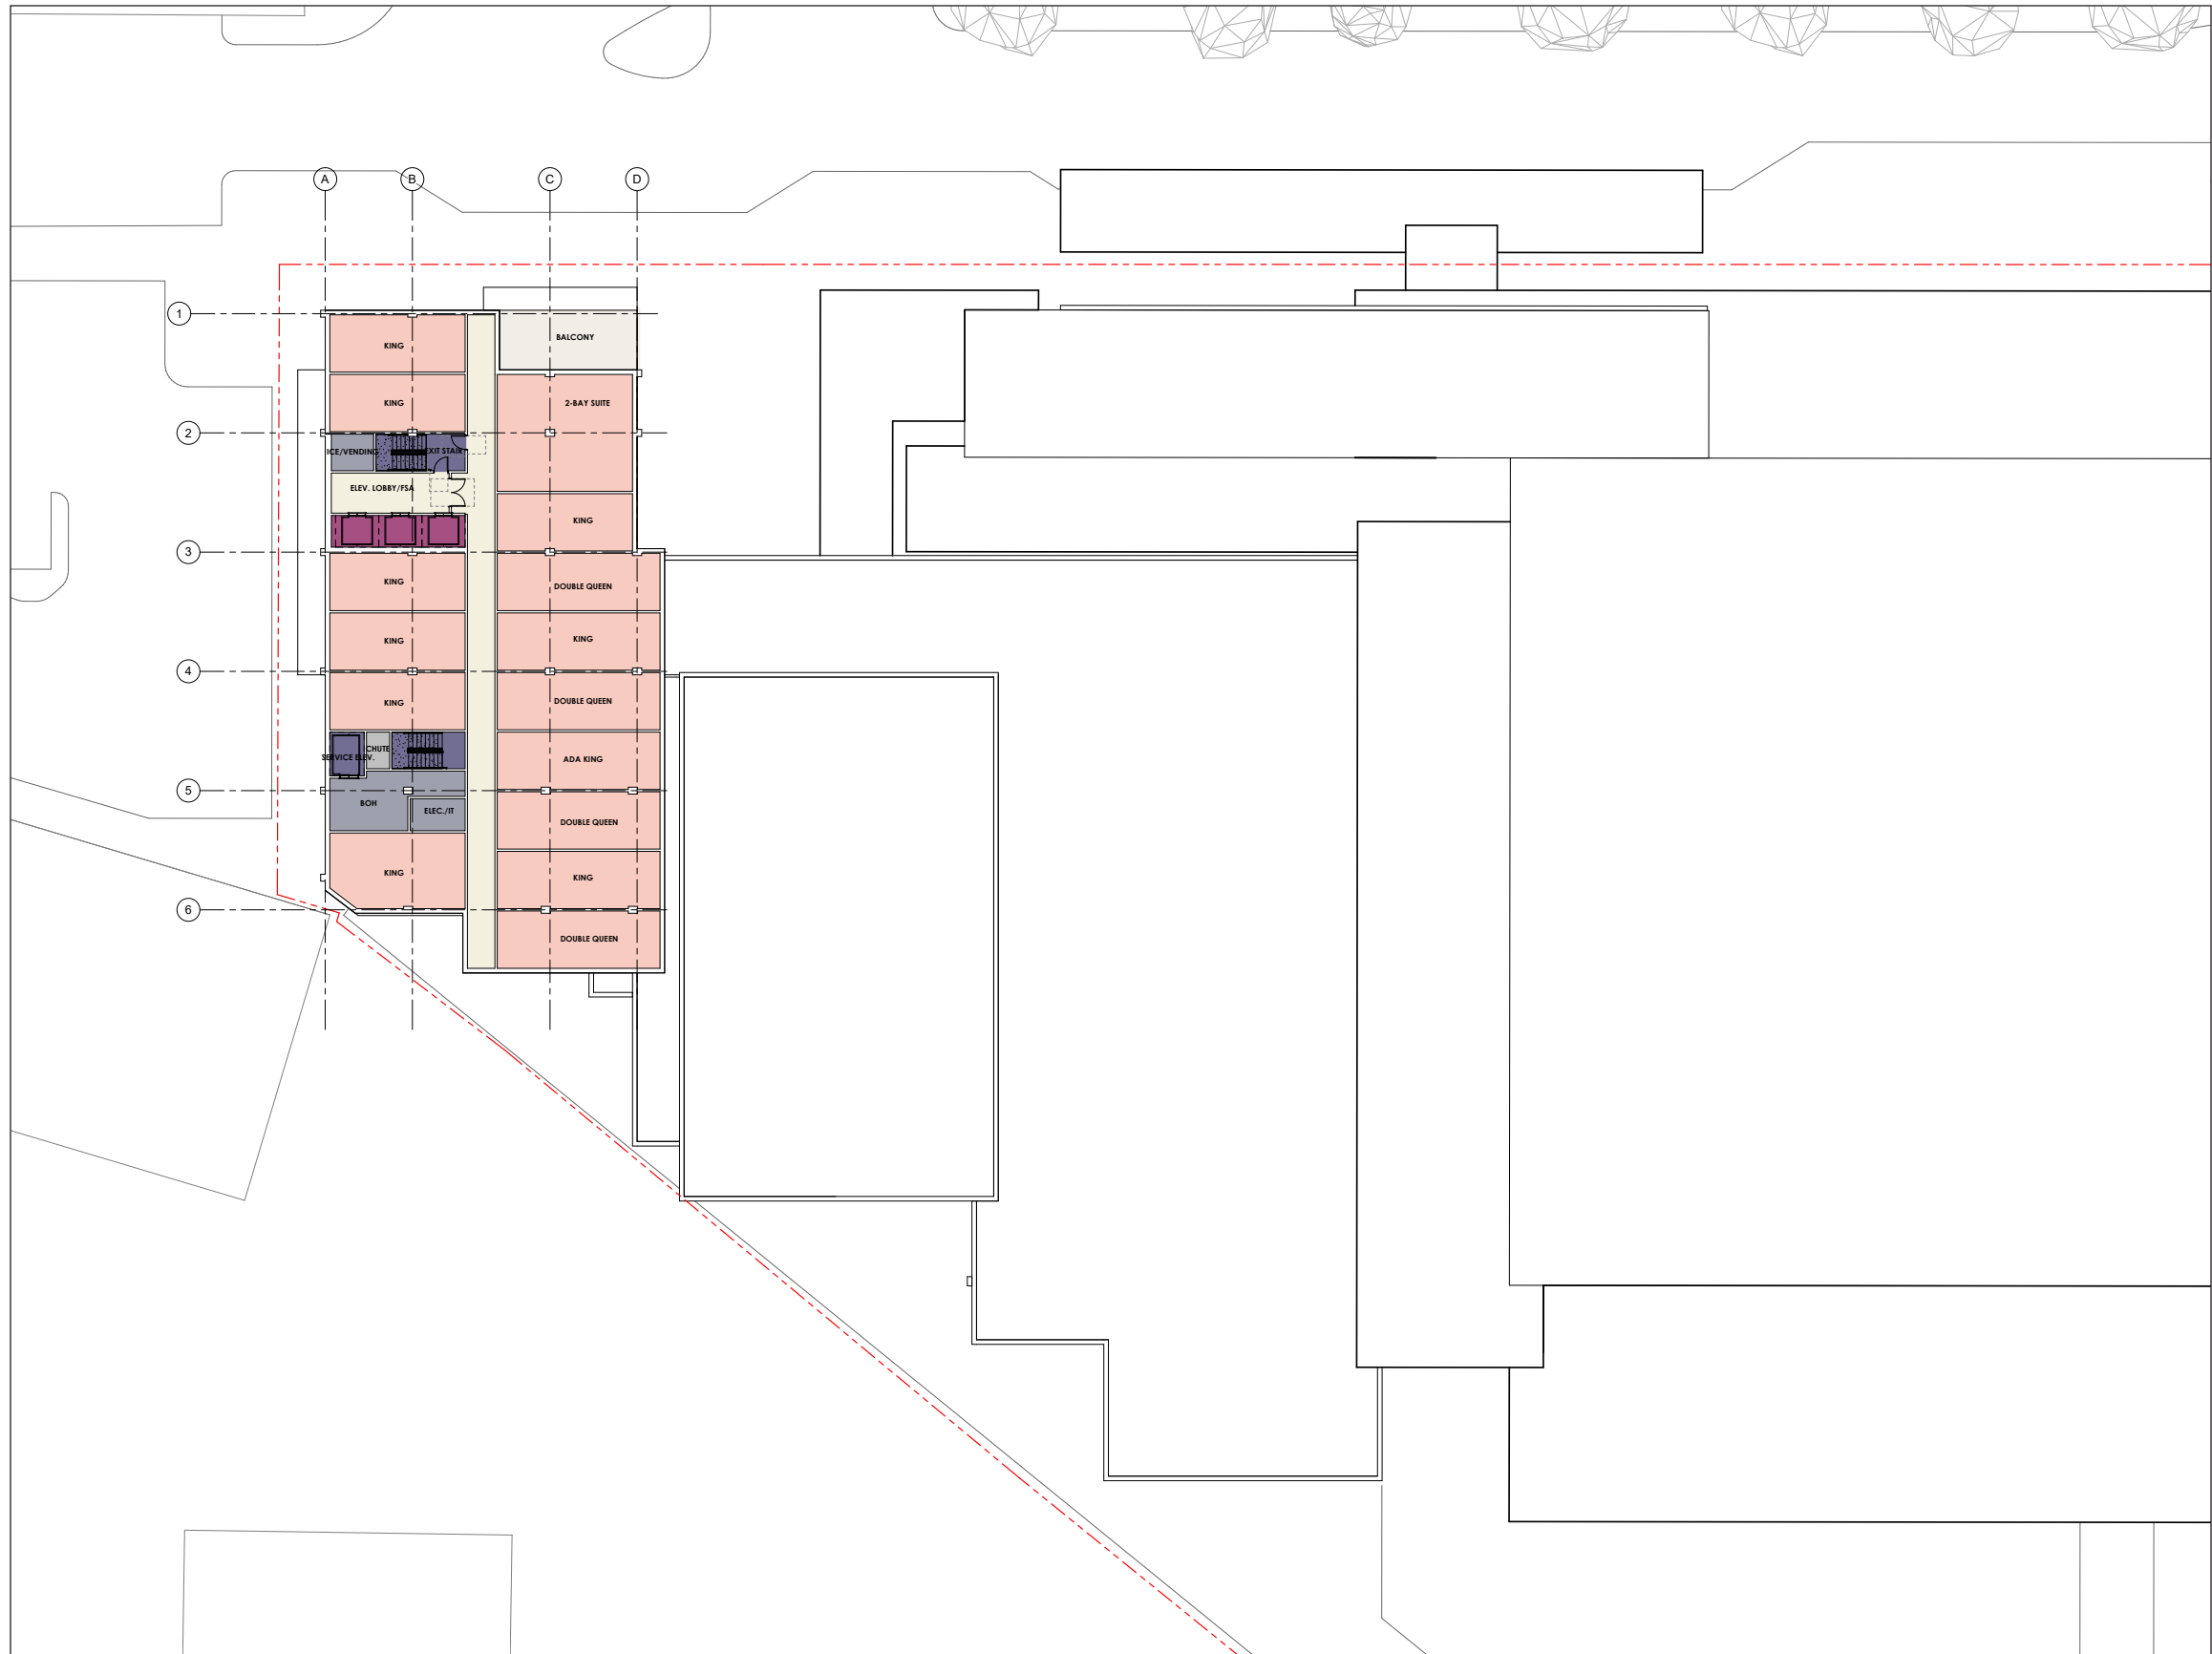 A
B
C
D
1
KING
BALCONY
KING
2-BAY SUITE
2
ICE/VENDING
EXIT STAIR
ELEV. LOBBY/FSA
KING
3
KING
DOUBLE QUEEN
KING
KING
4
KING
DOUBLE QUEEN
CHUTE
SERVICE ELEV.
ADA KING
5
BOH
ELEC./IT
DOUBLE QUEEN
KING
KING
6
DOUBLE QUEEN